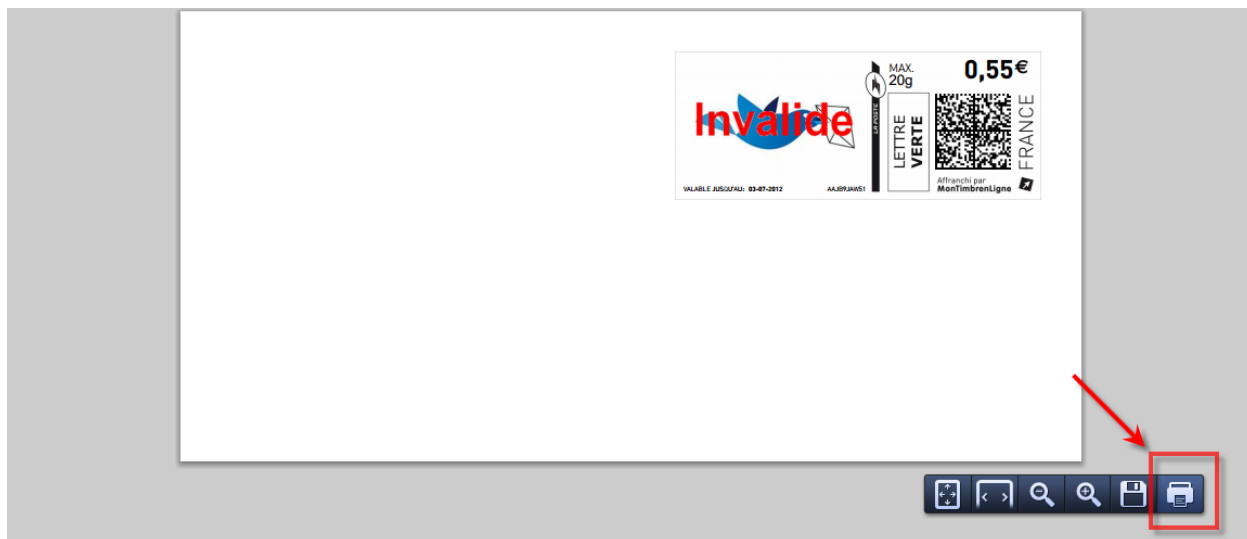 MAX.
20g
0,55€
Invalide
LA POSTE
LETTRE
VERTE
FRANCE
VALABLE JUSQU'AU: 03-07-2012
AAJB9JAW51
Affranchi par
MonTimbrenLigne